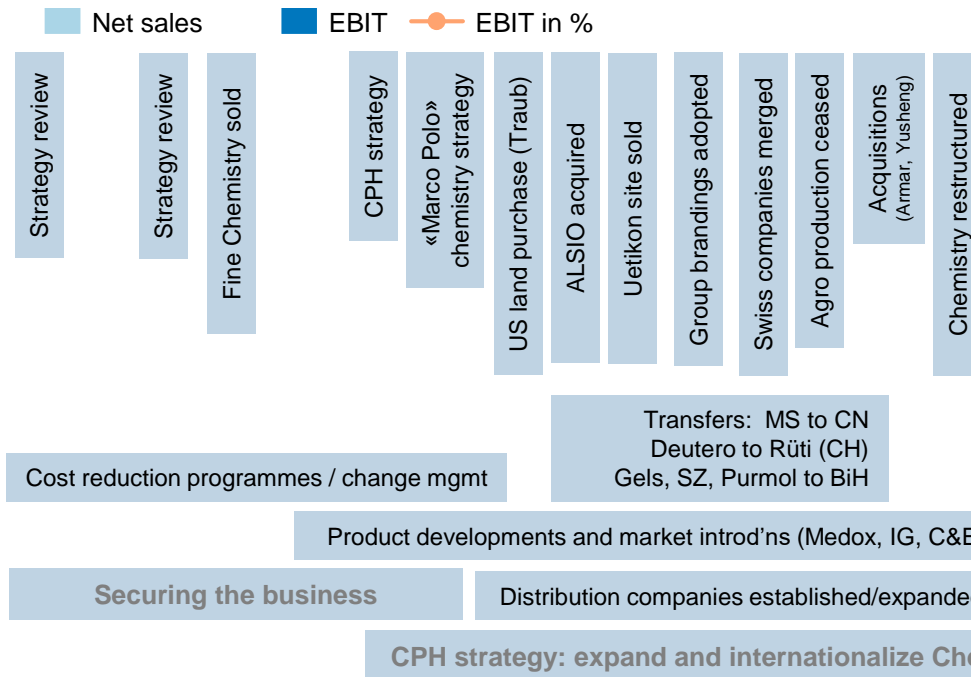 Net sales
EBIT
EBIT in %
Strategy review
Strategy review
Fine Chemistry sold
CPH strategy
«Marco Polo»
chemistry strategy
US land purchase (Traub)
ALSIO acquired
Uetikon site sold
Group brandings adopted
Swiss companies merged
Agro production ceased
Acquisitions
(Armar, Yusheng)
Chemistry restructured
Transfers: MS to CN
Deutero to Rüti (CH)
Gels, SZ, Purmol to BiH
Cost reduction programmes / change mgmt
Product developments and market introd'ns (Medox, IG, C&E
Securing the business
Distribution companies established/expanded
CPH strategy: expand and internationalize Che